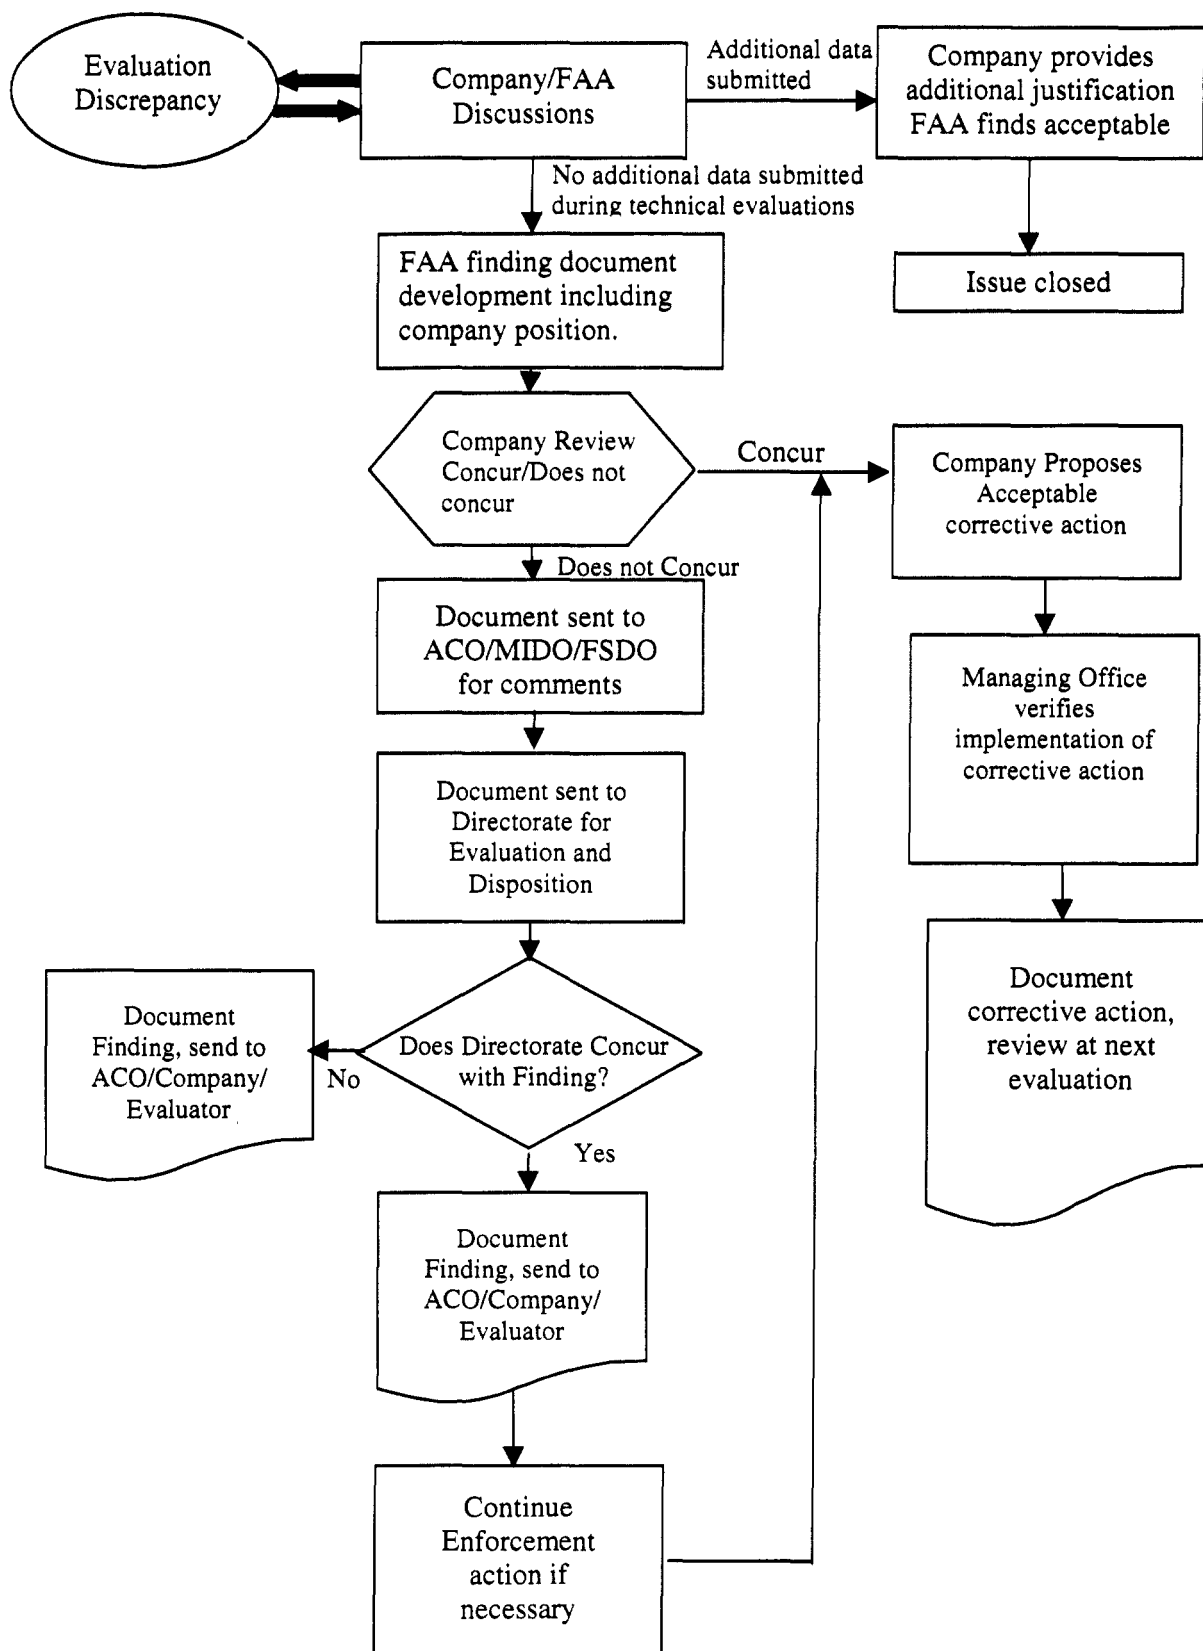 Evaluation
Discrepancy
Company/FAA
Discussions
Additional data
submitted
Company provides
additional justification
FAA finds acceptable
No additional data submitted
during technical evaluations
Issue closed
FAA finding document
development including
company position.
Company Review
Concur/Does not
concur
Concur
Company Proposes
Acceptable
corrective action
Does not Concur
Document sent to
ACO/MIDO/FSDO
for comments
Managing Office
verifies
implementation of
corrective action
Document sent to
Directorate for
Evaluation and
Disposition
Document
corrective action,
review at next
evaluation
Does Directorate Concur
with Finding?
No
Document
Finding, send to
ACO/Company/
Evaluator
Yes
Document
Finding, send to
ACO/Company/
Evaluator
Continue
Enforcement
action if
necessary